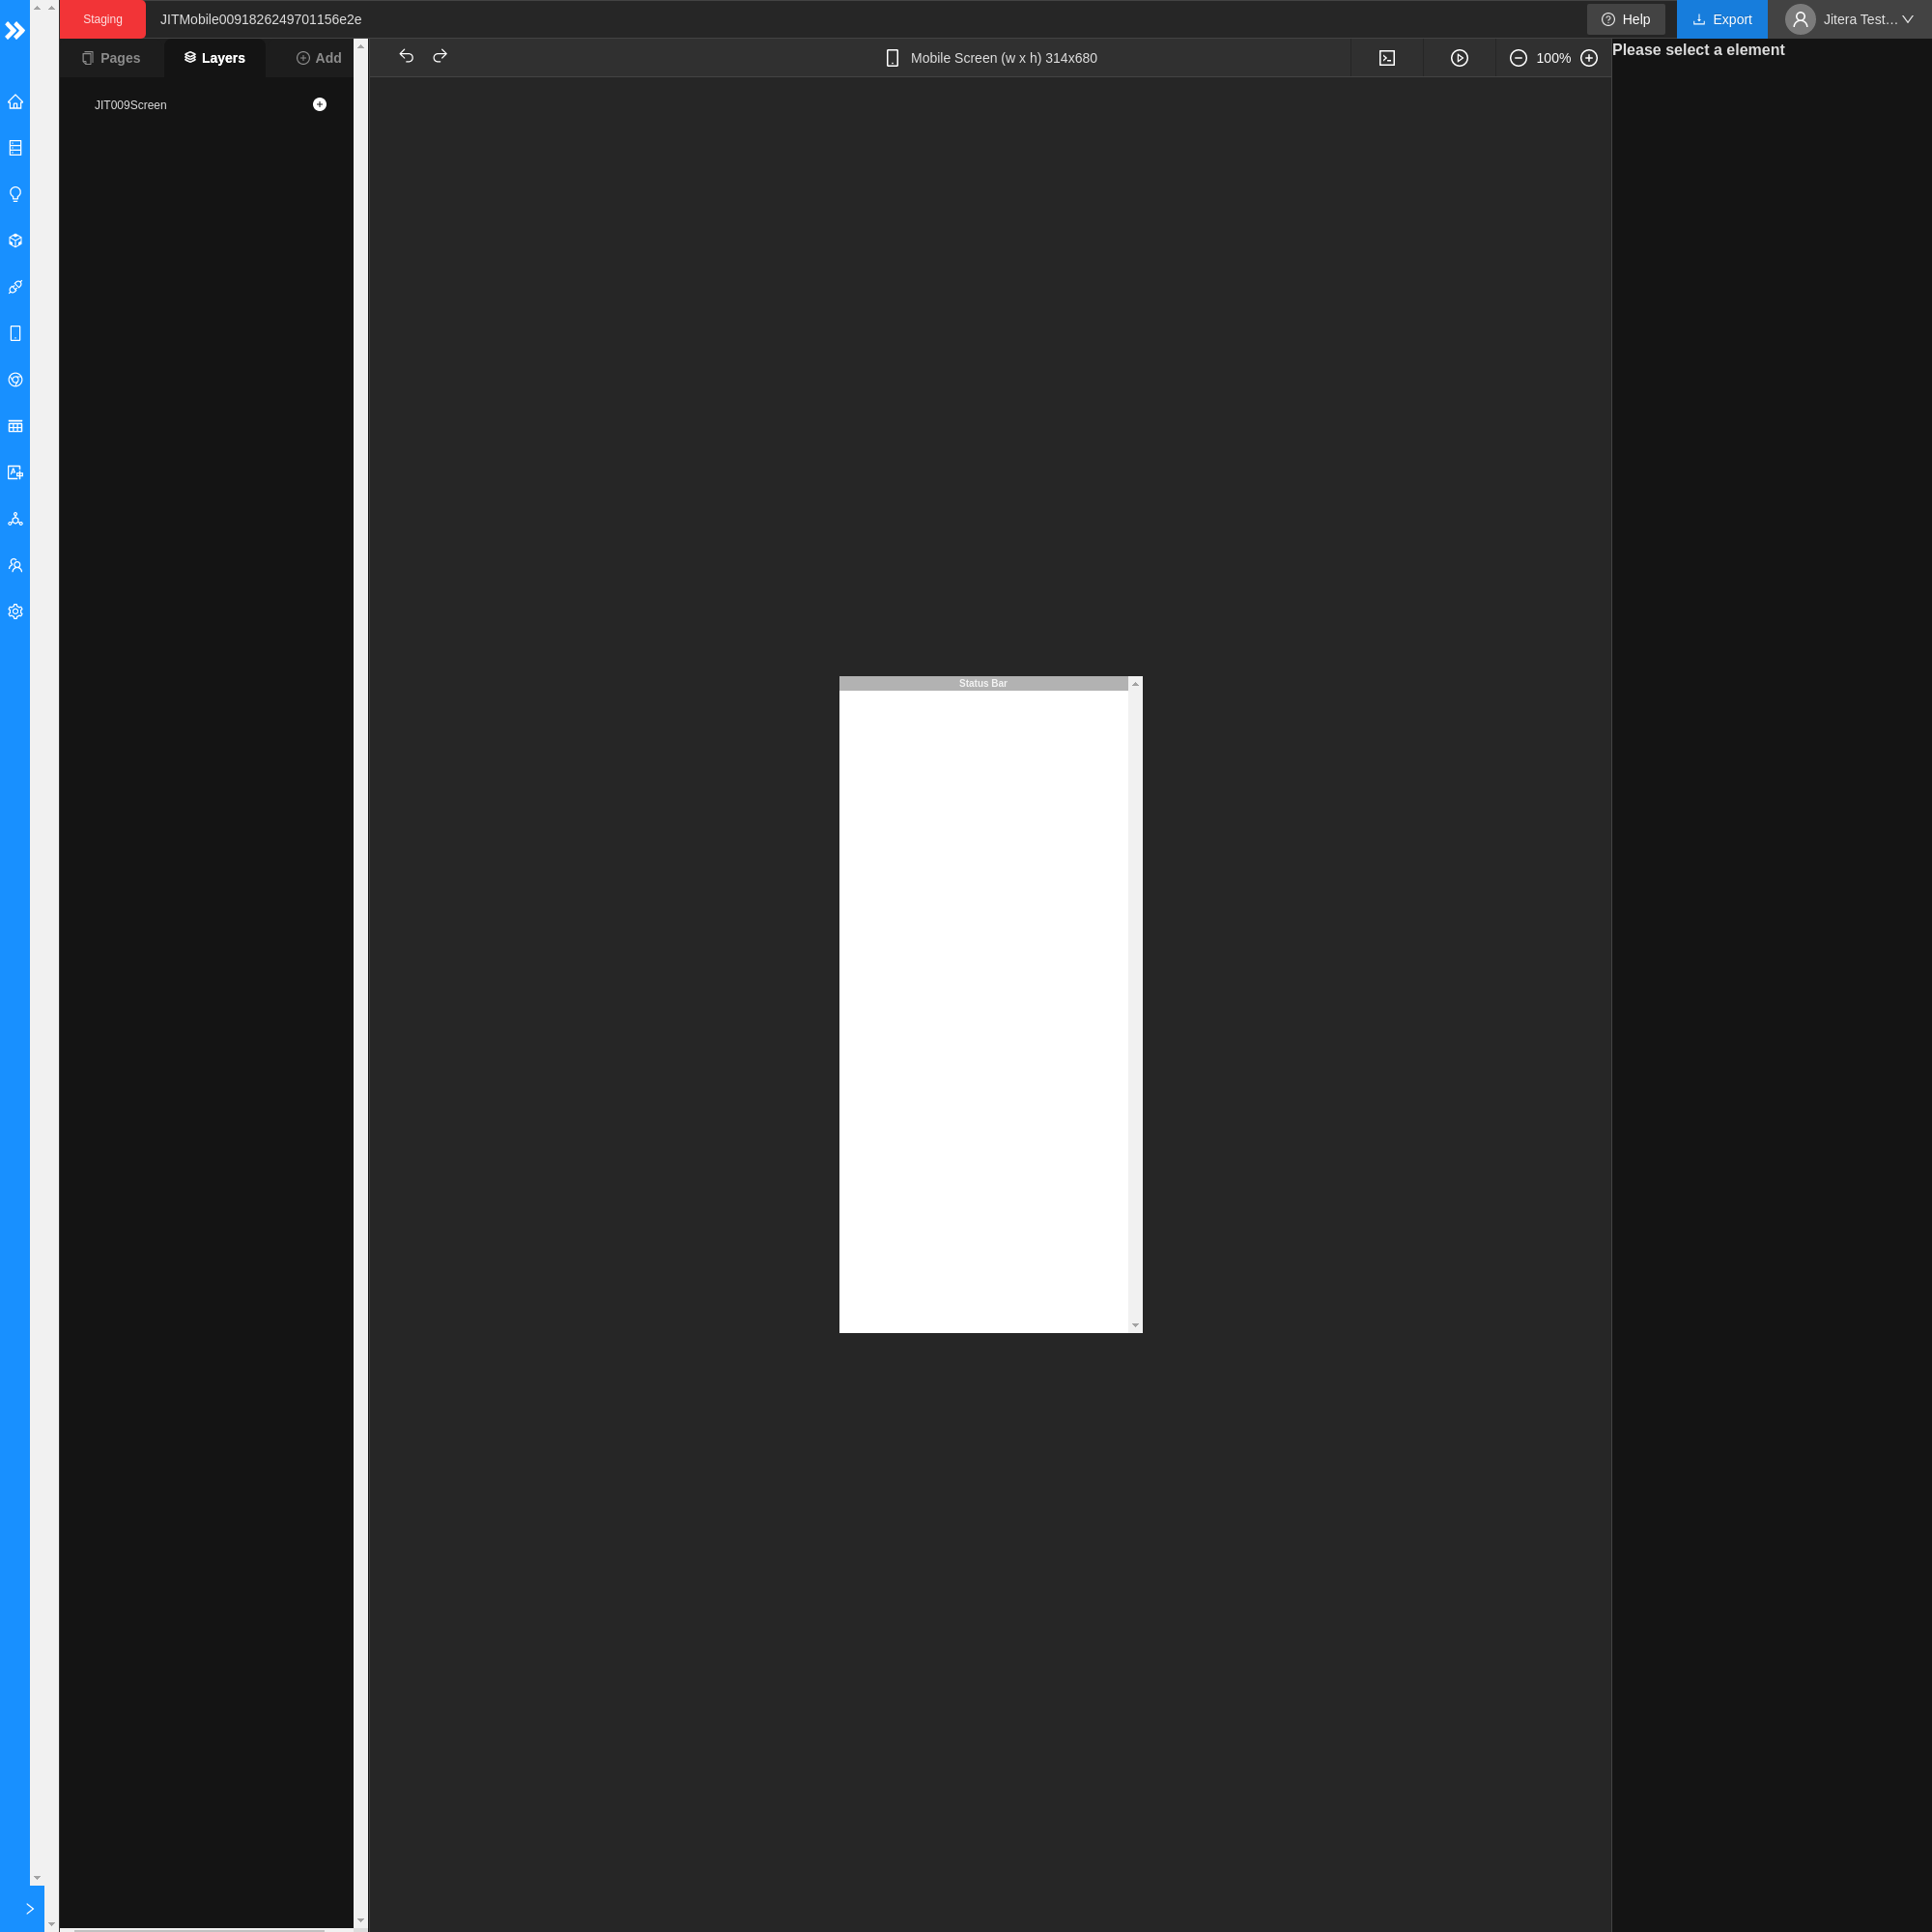 Staging
JITMobile0091826249701156e2e
Help
Export
Jitera Test...
Pages
Layers
Add
Mobile Screen (w x h) 314x680
100%
Please select a element
JIT009Screen
Status Bar